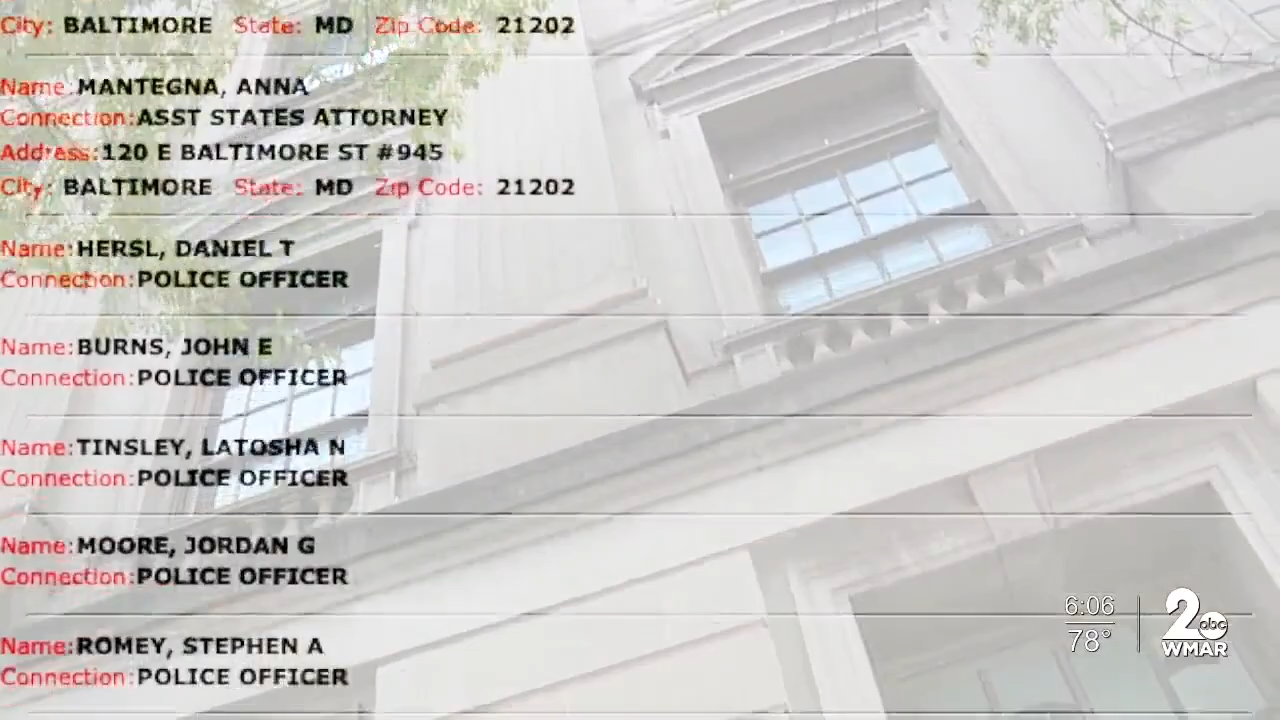 City: BALTIMORE State: MD Zip Code: 21202
Name: MANTEGNA, ANNA
Connection: ASST STATES ATTORNEY
Address: 120 E BALTIMORE ST #945
City: BALTIMORE State: MD Zip Code: 21202
Name: HERSL, DANIEL T
Connection: POLICE OFFICER
Name: BURNS, JOHN E
Connection: POLICE OFFICER
Name: TINSLEY, LATOSHA N
Connection: POLICE OFFICER
Name: MOORE, JORDAN G
Connection: POLICE OFFICER
Name: ROMEY, STEPHEN A
Connection: POLICE OFFICER
6:06
78°
2 abc
WMAR